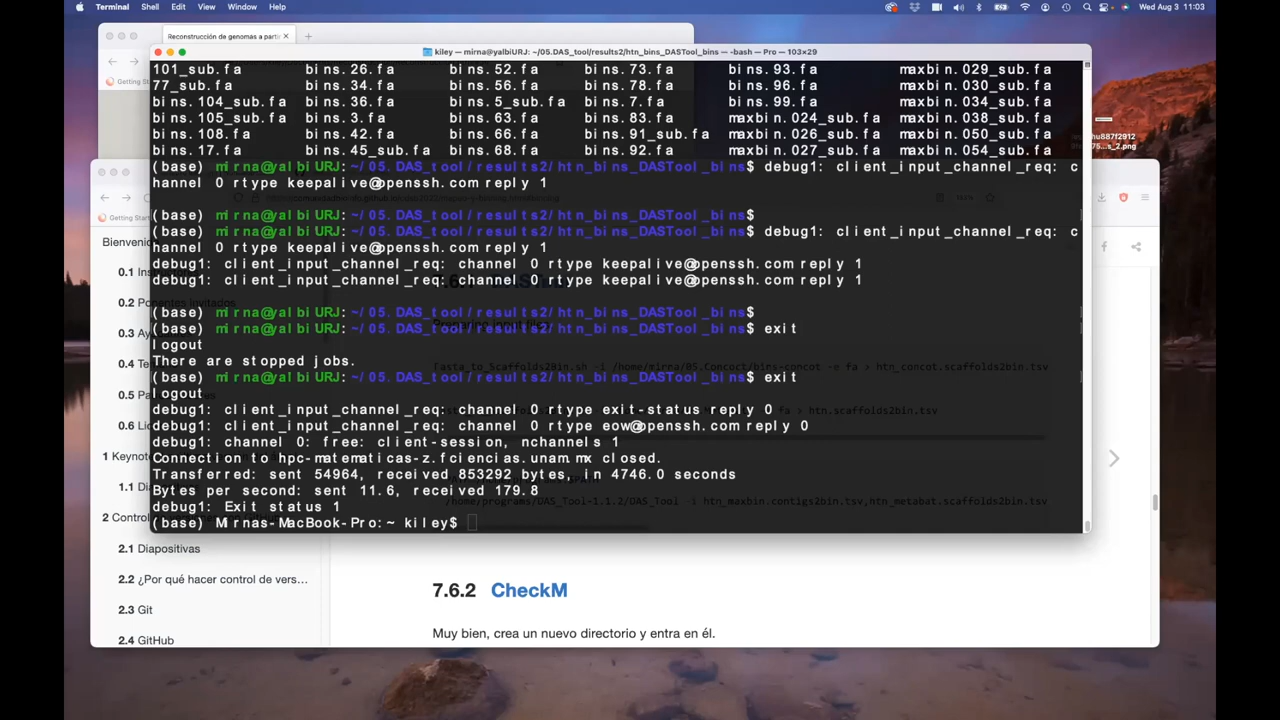 Terminal Shell Edit View Window Help
Wed Aug 3 11:03
Reconstrucción de genomas a parti
kiley — mirna@yalbiURJ: ~/05.DAS_tool/results2/htn_bins_DASTool_bins — -bash — Pro — 103×29
101_sub.fa bins.26.fa bins.52.fa bins.73.fa bins.93.fa maxbin.029_sub.fa
77_sub.fa bins.34.fa bins.56.fa bins.78.fa bins.96.fa maxbin.030_sub.fa
bins.104_sub.fa bins.36.fa bins.5_sub.fa bins.7.fa bins.99.fa maxbin.034_sub.fa
bins.105_sub.fa bins.3.fa bins.63.fa bins.83.fa maxbin.024_sub.fa maxbin.038_sub.fa
bins.108.fa bins.42.fa bins.66.fa bins.91_sub.fa maxbin.026_sub.fa maxbin.050_sub.fa
bins.17.fa bins.45_sub.fa bins.68.fa bins.92.fa maxbin.027_sub.fa maxbin.054_sub.fa
(base) mirna@yalbiURJ:~/05.DAS_tool/results2/htn_bins_DASTool_bins$ debug1: client_input_channel_req: c
hannel 0 rtype keepalive@openssh.com reply 1
(base) mirna@yalbiURJ:~/05.DAS_tool/results2/htn_bins_DASTool_bins$
(base) mirna@yalbiURJ:~/05.DAS_tool/results2/htn_bins_DASTool_bins$ debug1: client_input_channel_req: c
hannel 0 rtype keepalive@openssh.com reply 1
debug1: client_input_channel_req: channel 0 rtype keepalive@openssh.com reply 1
debug1: client_input_channel_req: channel 0 rtype keepalive@openssh.com reply 1
(base) mirna@yalbiURJ:~/05.DAS_tool/results2/htn_bins_DASTool_bins$
(base) mirna@yalbiURJ:~/05.DAS_tool/results2/htn_bins_DASTool_bins$ exit
logout
There are stopped jobs.
(base) mirna@yalbiURJ:~/05.DAS_tool/results2/htn_bins_DASTool_bins$ exit
logout
debug1: client_input_channel_req: channel 0 rtype exit-status reply 0
debug1: client_input_channel_req: channel 0 rtype eow@openssh.com reply 0
debug1: channel 0: free: client-session, nchannels 1
Connection to hpc-matematicas-z.fciencias.unam.mx closed.
Transferred: sent 54964, received 853292 bytes, in 4746.0 seconds
Bytes per second: sent 11.6, received 179.8
debug1: Exit status 1
(base) Mirnas-MacBook-Pro:~ kiley$
Getting
Getting Start
Bienvenid
0.1
0.2 Ponentes invitados
0.3
0.4
0.5
0.6
1 Keynote
1.1
2 Control
2.1 Diapositivas
2.2 ¿Por qué hacer control de vers…
2.3 Git
2.4 GitHub
7.6.2 CheckM
Muy bien, crea un nuevo directorio y entra en él.